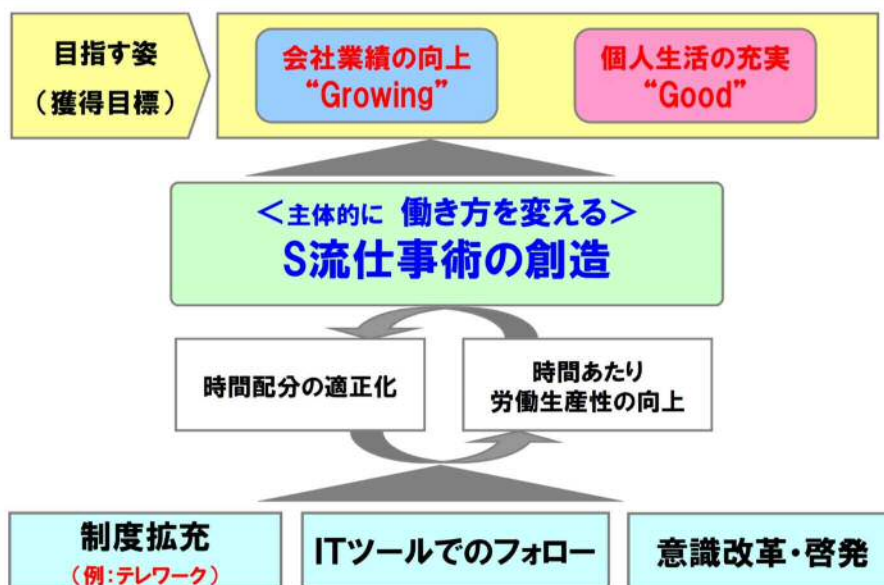 目指す姿
（獲得目標）
会社業績の向上
“Growing”
個人生活の充実
“Good”
＜主体的に 働き方を変える＞
S流仕事術の創造
時間配分の適正化
時間あたり
労働生産性の向上
制度拡充
（例：テレワーク）
ITツールでのフォロー
意識改革・啓発